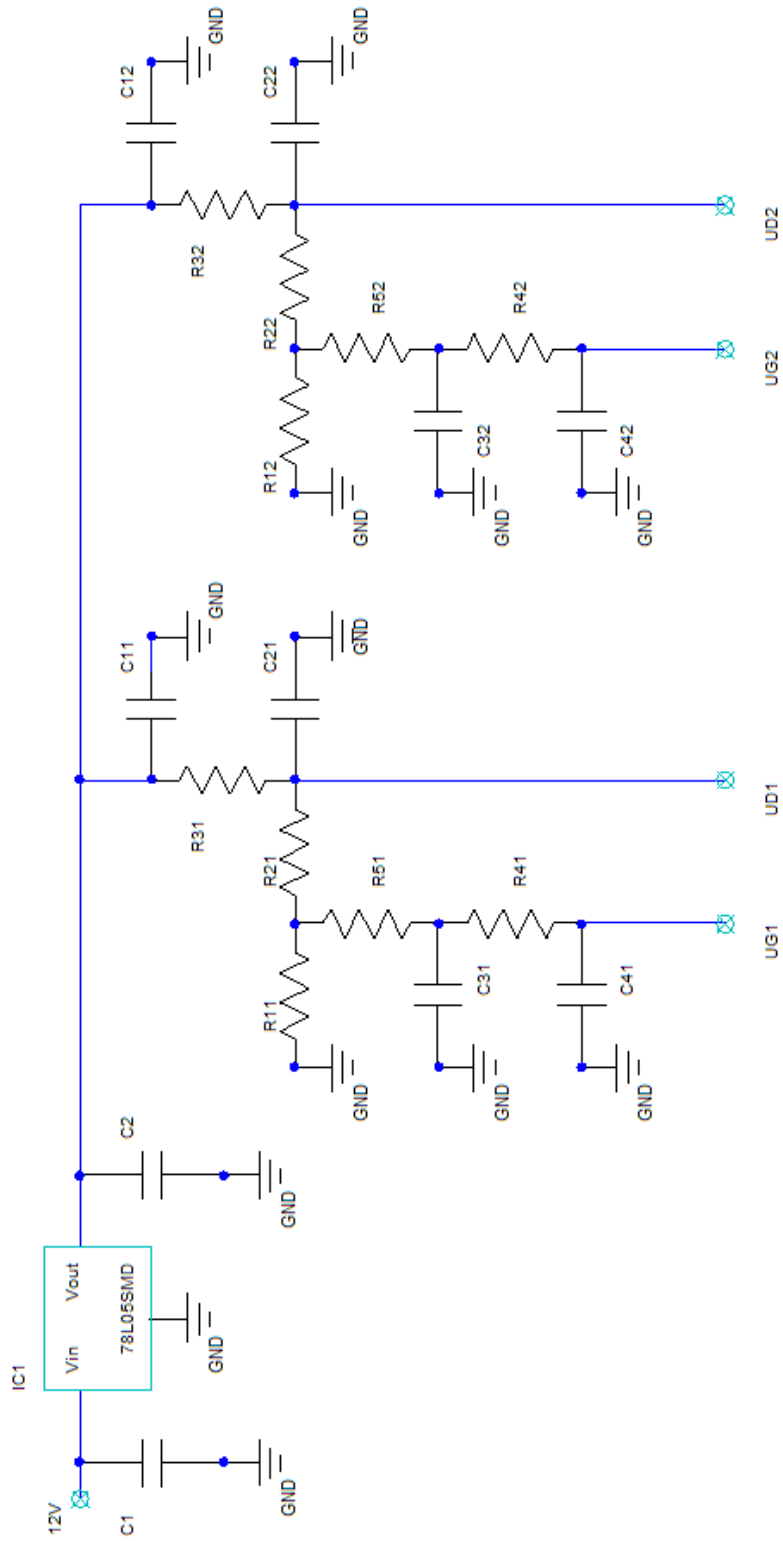 12V
C1
GND
IC1
Vin
Vout
78L05SMD
GND
C2
GND
R11
GND
R21
R31
C11
GND
C21
GND
R51
C31
GND
R41
C41
GND
UG1
UD1
R12
GND
R22
R32
C12
GND
C22
GND
R52
C32
GND
R42
C42
GND
UG2
UD2